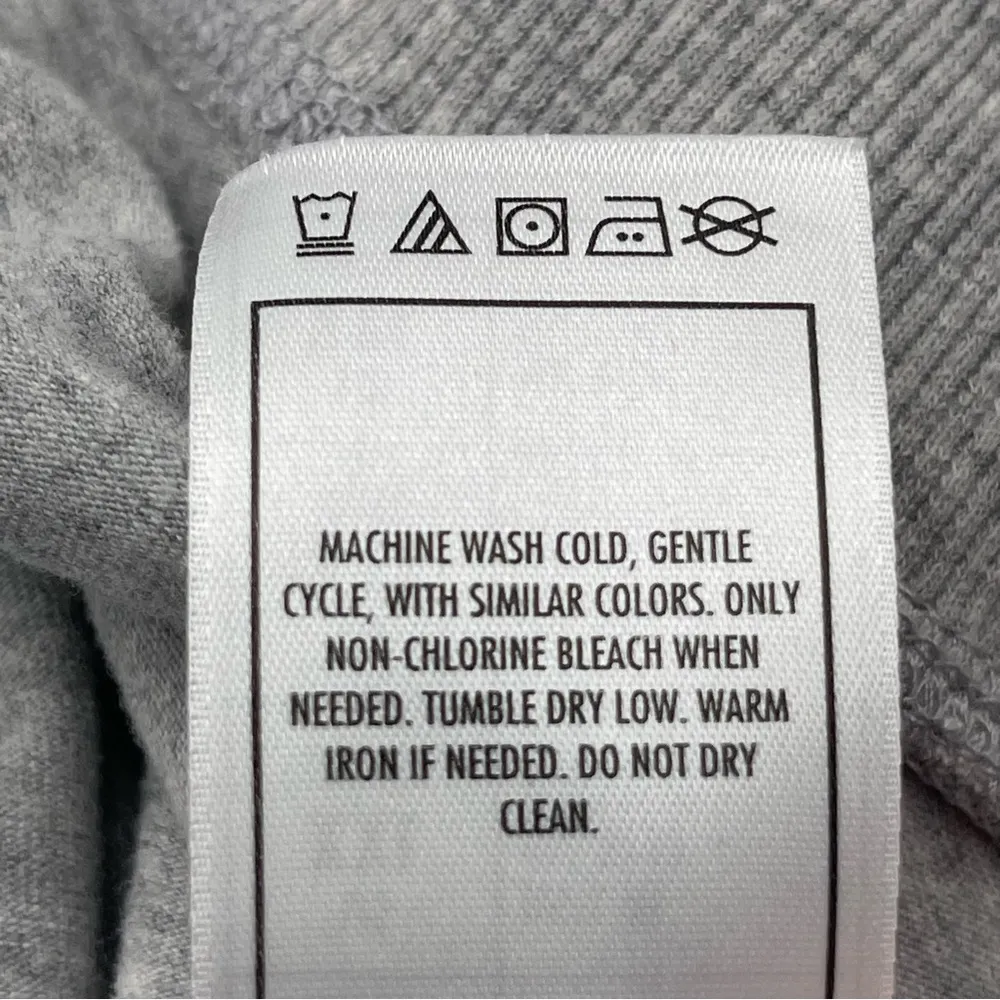 MACHINE WASH COLD, GENTLE
CYCLE, WITH SIMILAR COLORS. ONLY
NON-CHLORINE BLEACH WHEN
NEEDED. TUMBLE DRY LOW. WARM
IRON IF NEEDED. DO NOT DRY
CLEAN.